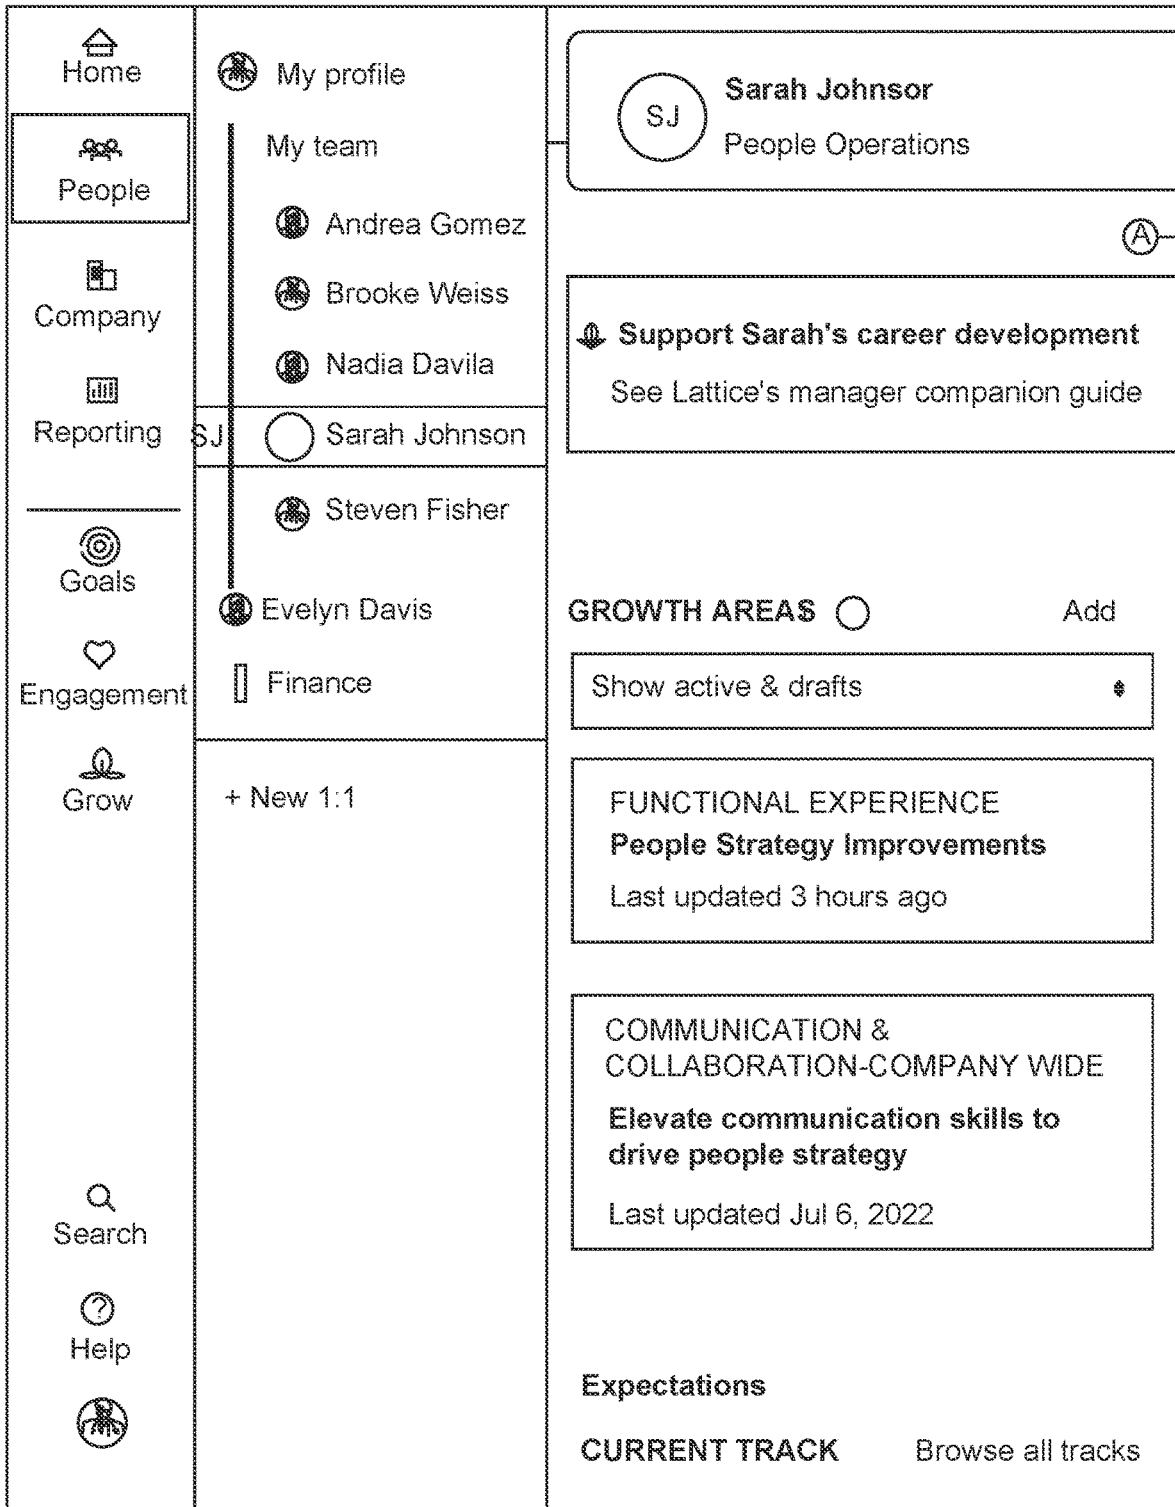 Home
People
Company
Reporting
Goals
Engagement
Grow
Search
Help
My profile
My team
Andrea Gomez
Brooke Weiss
Nadia Davila
SJ Sarah Johnson
Steven Fisher
Evelyn Davis
Finance
+ New 1:1
SJ
Sarah Johnsor
People Operations
A
Support Sarah's career development
See Lattice's manager companion guide
GROWTH AREAS Add
Show active & drafts
FUNCTIONAL EXPERIENCE
People Strategy Improvements
Last updated 3 hours ago
COMMUNICATION &
COLLABORATION-COMPANY WIDE
Elevate communication skills to
drive people strategy
Last updated Jul 6, 2022
Expectations
CURRENT TRACK Browse all tracks